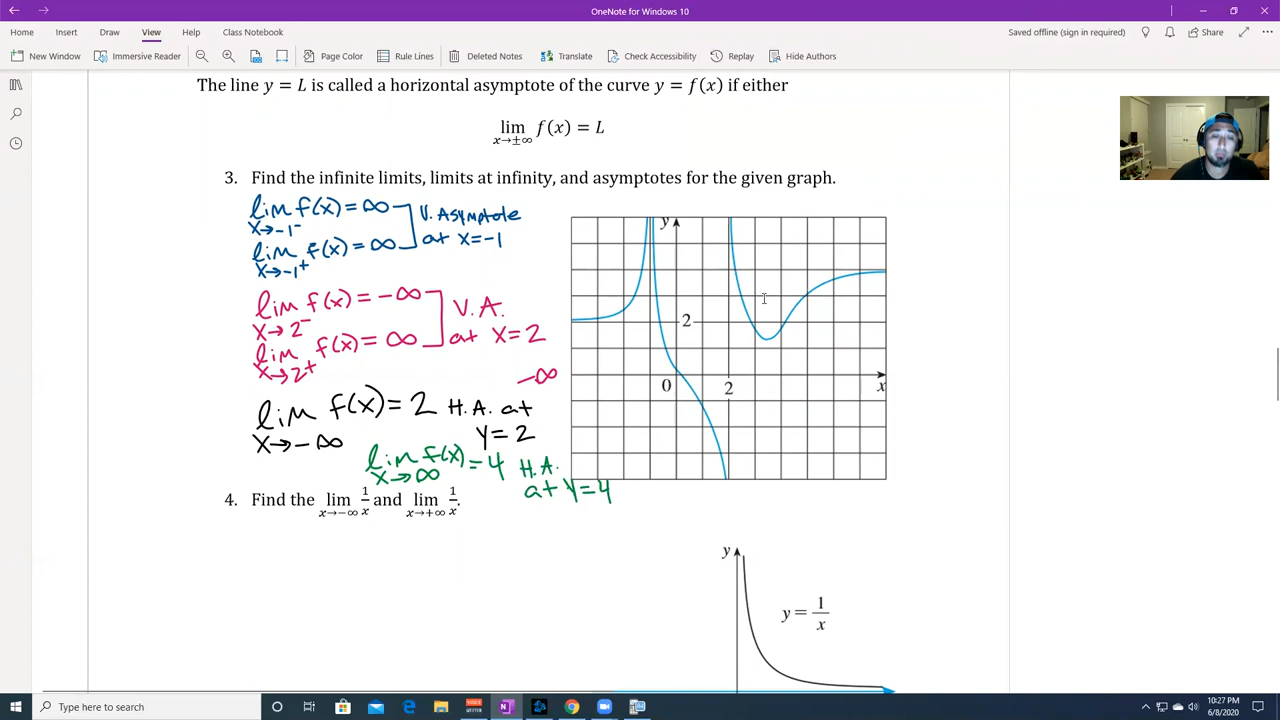 OneNote for Windows 10
Home Insert Draw View Help Class Notebook Saved offline (sign in required) Share
New Window Immersive Reader Page Color Rule Lines Deleted Notes Translate Check Accessibility Replay Hide Authors
The line y = L is called a horizontal asymptote of the curve y = f(x) if either
lim f(x) = L
x→±∞
3. Find the infinite limits, limits at infinity, and asymptotes for the given graph.
lim f(x) = ∞
x→-1⁻
lim f(x) = ∞
x→-1⁺
V. Asymptote
at x=-1
lim f(x) = -∞
x→2⁻
lim f(x) = ∞
x→2⁺
V.A.
at x=2
-∞
lim f(x) = 2 H.A. at
x→-∞ y=2
lim f(x) = 4 H.A.
x→∞ at y=4
y
2
0 2 x
4. Find the lim 1/x and lim 1/x.
x→-∞ x→+∞
y
y = 1/x
Type here to search
10:27 PM
6/8/2020